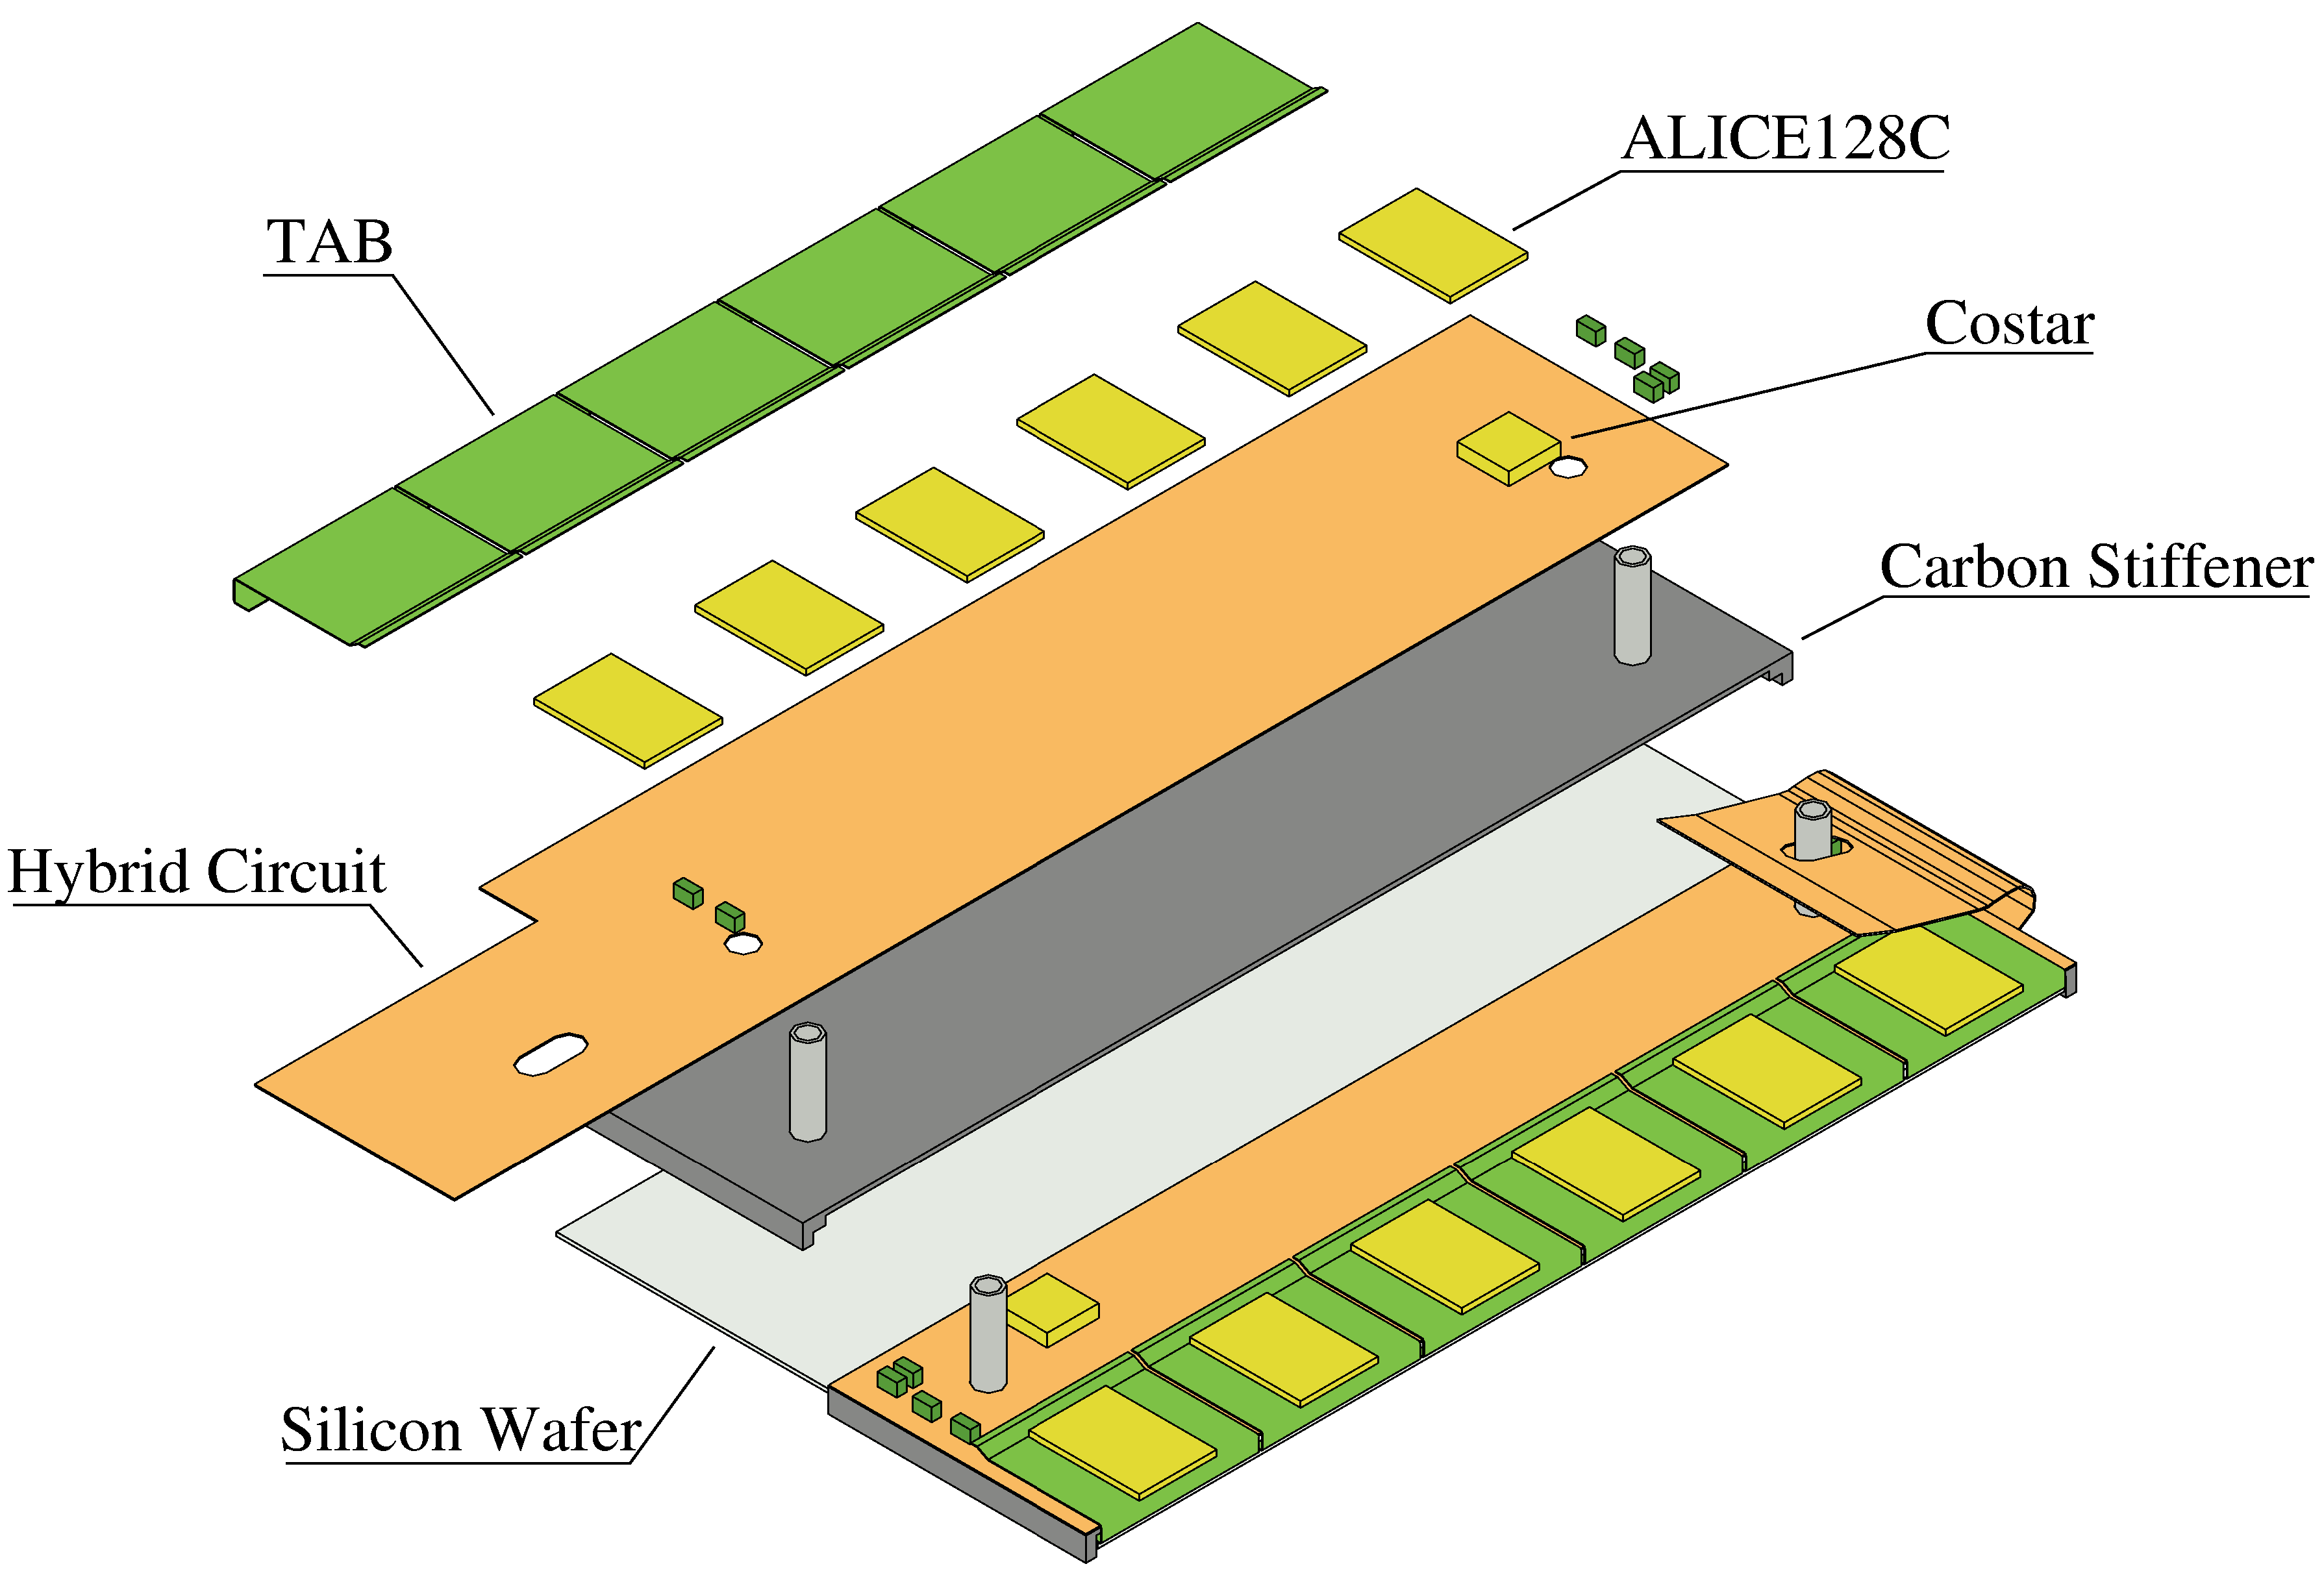 ALICE128C
TAB
Costar
Carbon Stiffener
Hybrid Circuit
Silicon Wafer